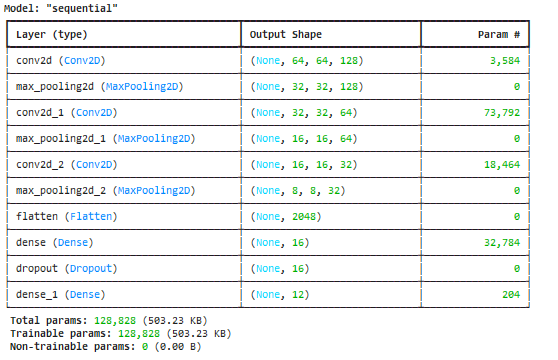 Model: "sequential"
Layer (type) Output Shape Param #
conv2d (Conv2D) (None, 64, 64, 128) 3,584
max_pooling2d (MaxPooling2D) (None, 32, 32, 128) 0
conv2d_1 (Conv2D) (None, 32, 32, 64) 73,792
max_pooling2d_1 (MaxPooling2D) (None, 16, 16, 64) 0
conv2d_2 (Conv2D) (None, 16, 16, 32) 18,464
max_pooling2d_2 (MaxPooling2D) (None, 8, 8, 32) 0
flatten (Flatten) (None, 2048) 0
dense (Dense) (None, 16) 32,784
dropout (Dropout) (None, 16) 0
dense_1 (Dense) (None, 12) 204
Total params: 128,828 (503.23 KB)
Trainable params: 128,828 (503.23 KB)
Non-trainable params: 0 (0.00 B)